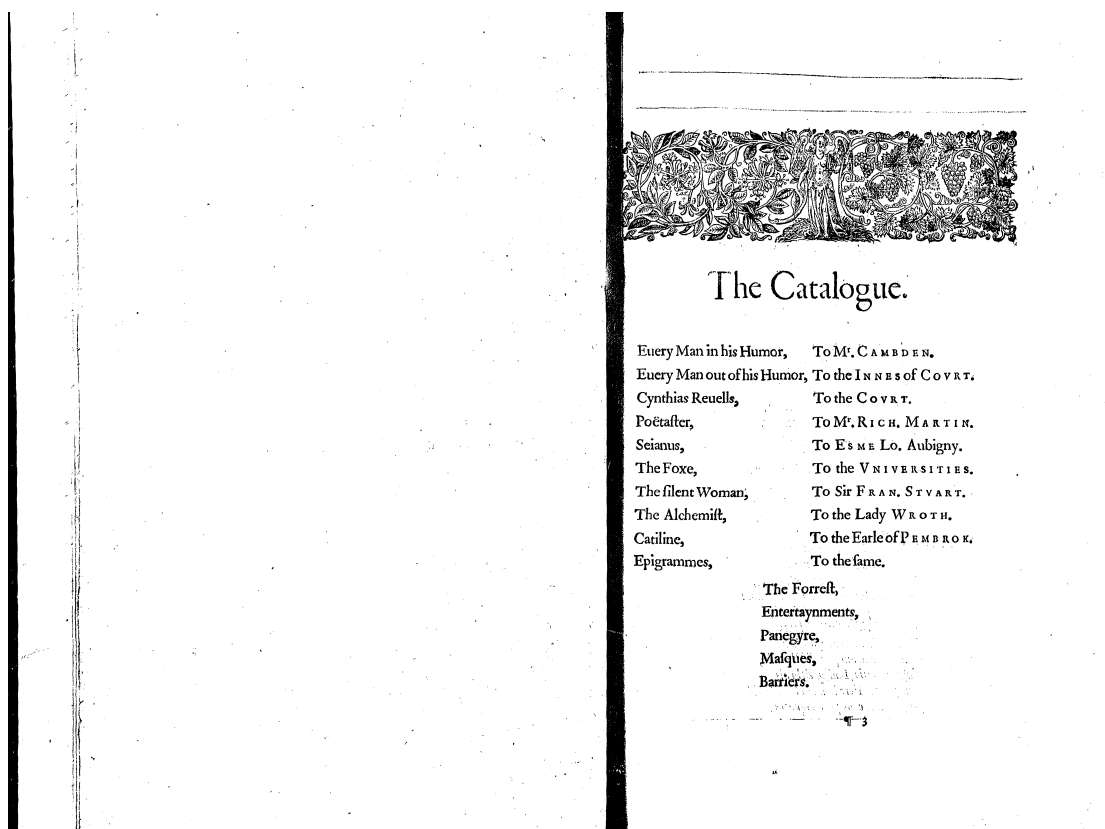 The Catalogue.
Euery Man in his Humor, To Mr. CAMBDEN.
Euery Man out of his Humor, To the INNES of COVRT.
Cynthias Reuells, To the COVRT.
Poëtaſter, To Mr. RICH. MARTIN.
Seianus, To ESME Lo. Aubigny.
The Foxe, To the VNIVERSITIES.
The ſilent Woman, To Sir FRAN. STVART.
The Alchemiſt, To the Lady WROTH.
Catiline, To the Earle of PEMBROK.
Epigrammes, To the ſame.
The Forreſt,
Entertaynments,
Panegyre,
Maſques,
Barriers.
¶ 3